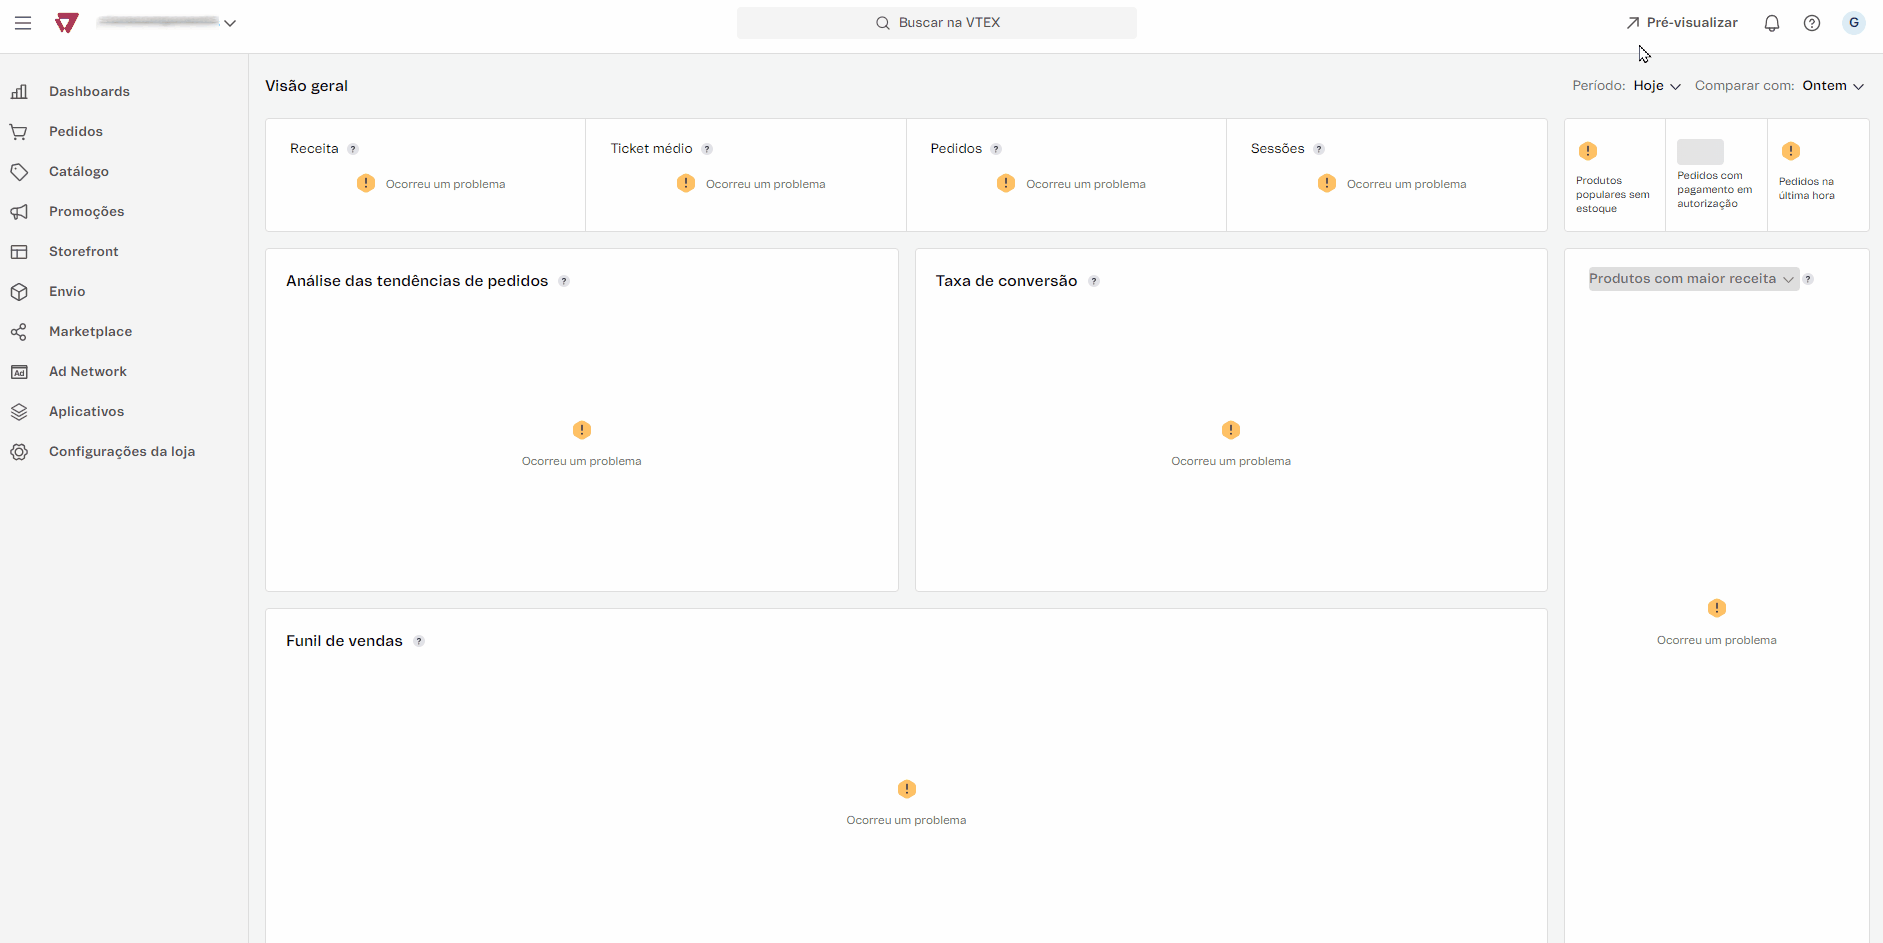 Buscar na VTEX
Pré-visualizar
G
Dashboards
Pedidos
Catálogo
Promoções
Storefront
Envio
Marketplace
Ad
Ad Network
Aplicativos
Configurações da loja
Visão geral
Período: Hoje
Comparar com: Ontem
Receita ?
! Ocorreu um problema
Ticket médio ?
! Ocorreu um problema
Pedidos ?
! Ocorreu um problema
Sessões ?
! Ocorreu um problema
!
Produtos
populares sem
estoque
Pedidos com
pagamento em
autorização
!
Pedidos na
última hora
Análise das tendências de pedidos ?
!
Ocorreu um problema
Taxa de conversão ?
!
Ocorreu um problema
Produtos com maior receita ?
!
Ocorreu um problema
Funil de vendas ?
!
Ocorreu um problema